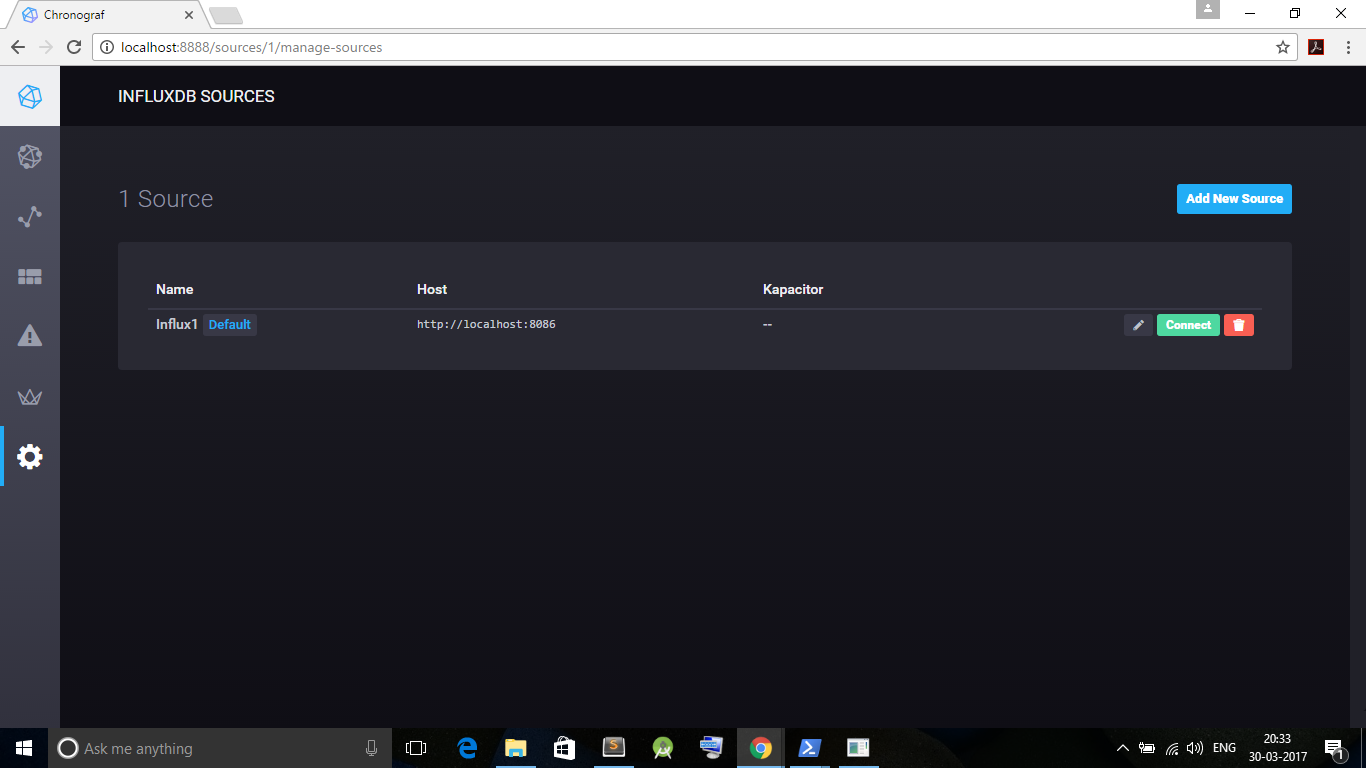 Chronograf
localhost:8888/sources/1/manage-sources
INFLUXDB SOURCES
1 Source
Add New Source
Name Host Kapacitor
Influx1 Default http://localhost:8086 -- Connect
Ask me anything
S
ENG
20:33
30-03-2017
1